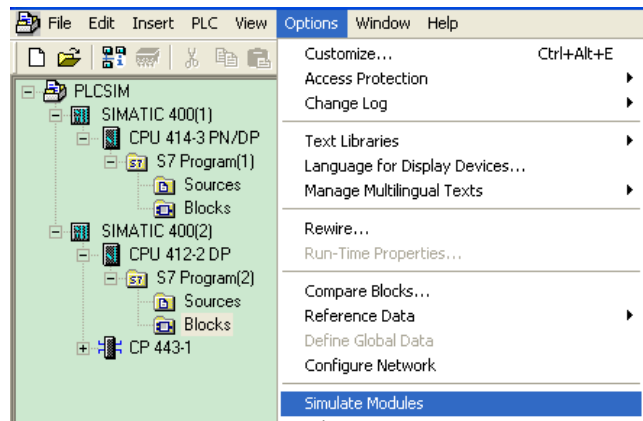 File Edit Insert PLC View Options Window Help
PLCSIM
SIMATIC 400(1)
CPU 414-3 PN/DP
S7 Program(1)
Sources
Blocks
SIMATIC 400(2)
CPU 412-2 DP
S7 Program(2)
Sources
Blocks
CP 443-1
Customize... Ctrl+Alt+E
Access Protection
Change Log
Text Libraries
Language for Display Devices...
Manage Multilingual Texts
Rewire...
Run-Time Properties...
Compare Blocks...
Reference Data
Define Global Data
Configure Network
Simulate Modules